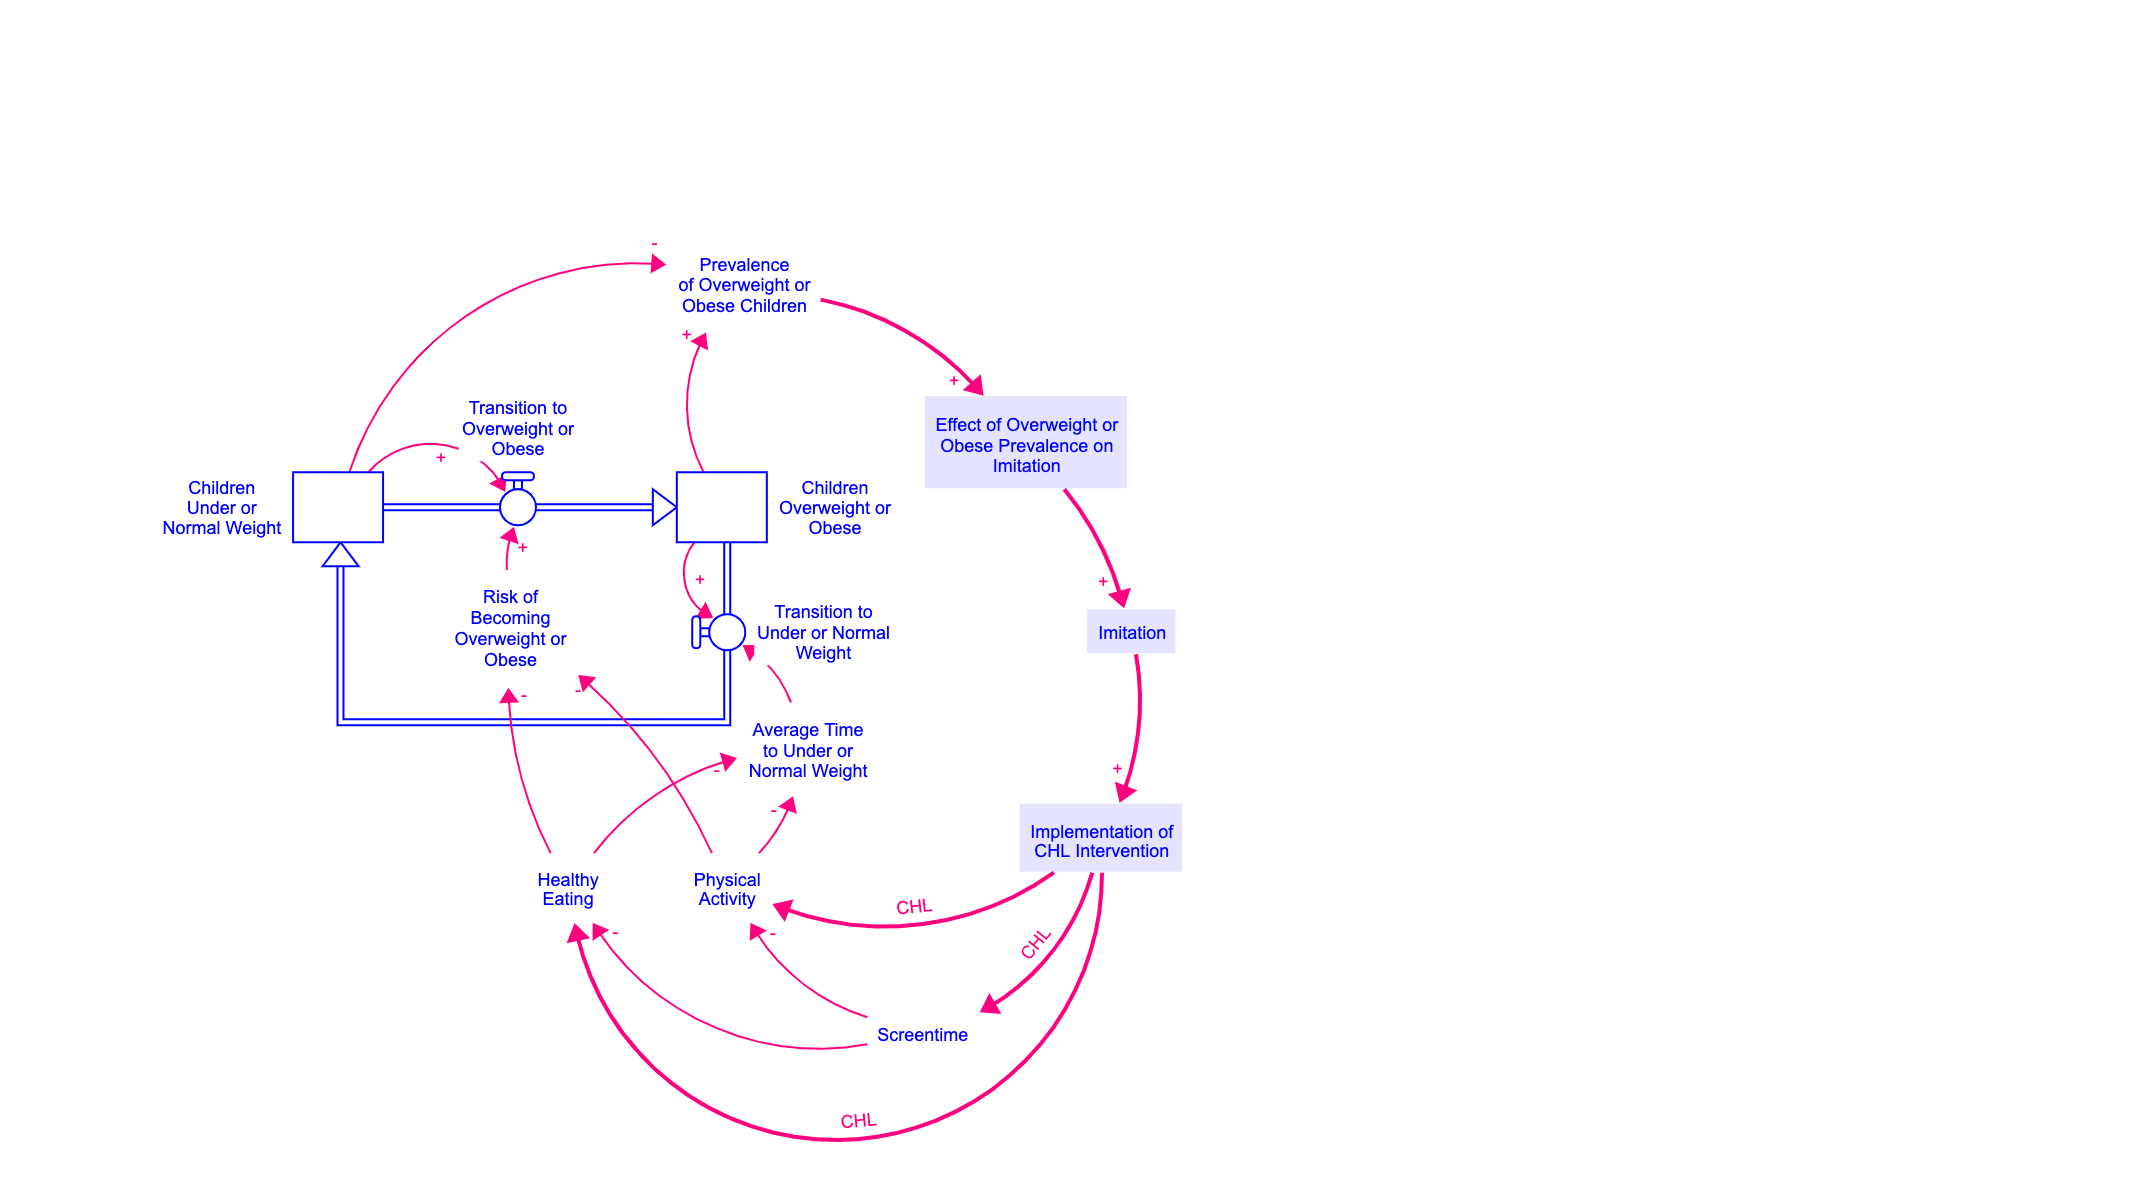 -
Prevalence
of Overweight or
Obese Children
+
+
Transition to
Overweight or
Obese
+
Effect of Overweight or
Obese Prevalence on
Imitation
Children
Under or
Normal Weight
Children
Overweight or
Obese
+
+
+
Risk of
Becoming
Overweight or
Obese
Transition to
Under or Normal
Weight
Imitation
-
-
Average Time
to Under or
Normal Weight
-
+
-
Implementation of
CHL Intervention
Healthy
Eating
Physical
Activity
CHL
-
-
CHL
Screentime
CHL